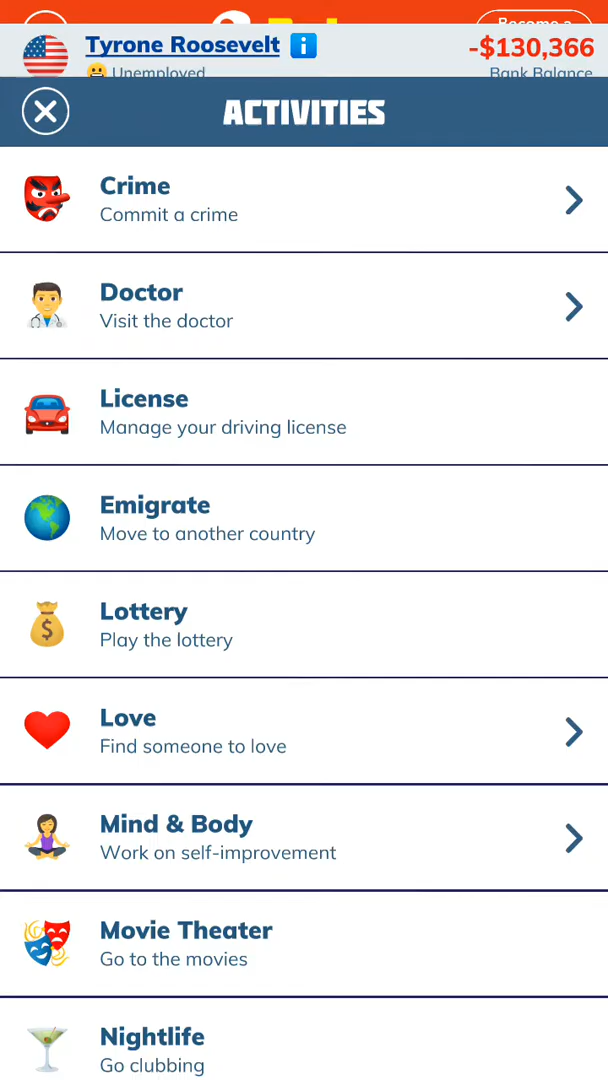 Become a
Tyrone Roosevelt i
-$130,366
Unemployed
Bank Balance
ACTIVITIES
Crime
Commit a crime
Doctor
Visit the doctor
License
Manage your driving license
Emigrate
Move to another country
Lottery
Play the lottery
Love
Find someone to love
Mind & Body
Work on self-improvement
Movie Theater
Go to the movies
Nightlife
Go clubbing